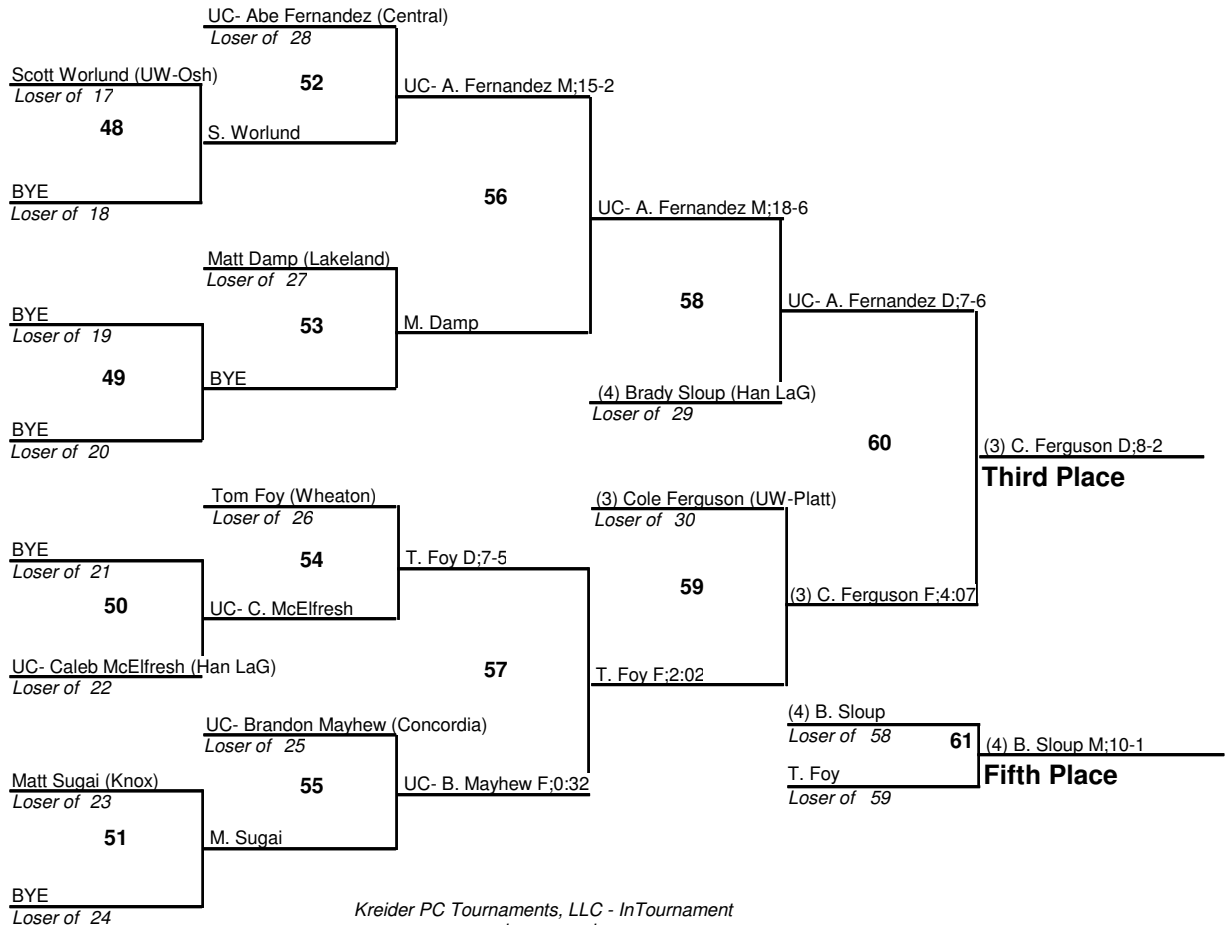 UC- Abe Fernandez (Central)
Loser of 28
Scott Worlund (UW-Osh)
Loser of 17
52
UC- A. Fernandez M;15-2
48
S. Worlund
BYE
Loser of 18
56
UC- A. Fernandez M;18-6
Matt Damp (Lakeland)
Loser of 27
BYE
Loser of 19
53
M. Damp
58
UC- A. Fernandez D;7-6
49
BYE
(4) Brady Sloup (Han LaG)
Loser of 29
BYE
Loser of 20
60
(3) C. Ferguson D;8-2
Third Place
Tom Foy (Wheaton)
Loser of 26
(3) Cole Ferguson (UW-Platt)
Loser of 30
BYE
Loser of 21
54
T. Foy D;7-5
59
(3) C. Ferguson F;4:07
50
UC- C. McElfresh
UC- Caleb McElfresh (Han LaG)
Loser of 22
57
T. Foy F;2:02
UC- Brandon Mayhew (Concordia)
Loser of 25
(4) B. Sloup
Loser of 58
61
(4) B. Sloup M;10-1
Fifth Place
Matt Sugai (Knox)
Loser of 23
55
UC- B. Mayhew F;0:32
T. Foy
Loser of 59
51
M. Sugai
BYE
Loser of 24
Kreider PC Tournaments, LLC - InTournament